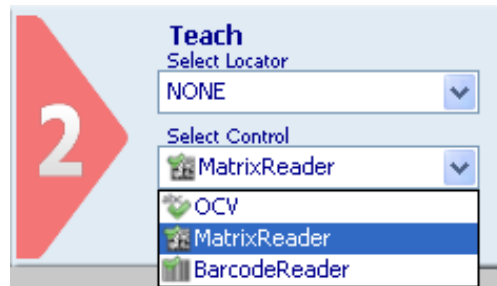 2
Teach
Select Locator
NONE
Select Control
MatrixReader
OCV
MatrixReader
BarcodeReader